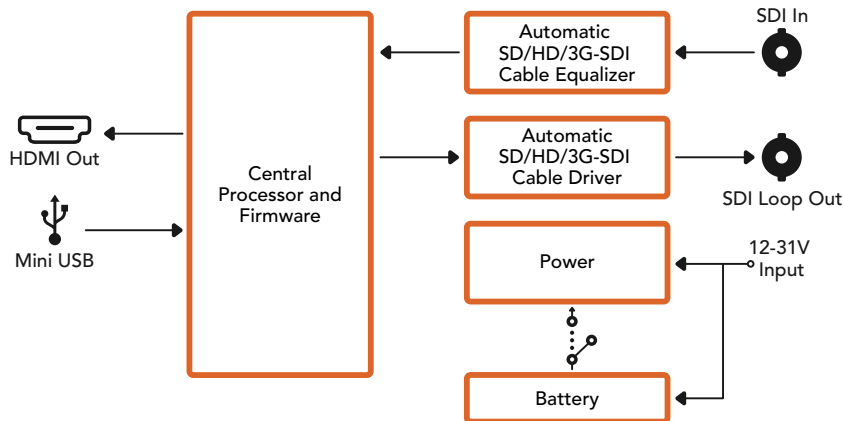 SDI In
Automatic
SD/HD/3G-SDI
Cable Equalizer
HDMI Out
Central
Processor and
Firmware
Automatic
SD/HD/3G-SDI
Cable Driver
SDI Loop Out
Mini USB
Power
12-31V
Input
Battery